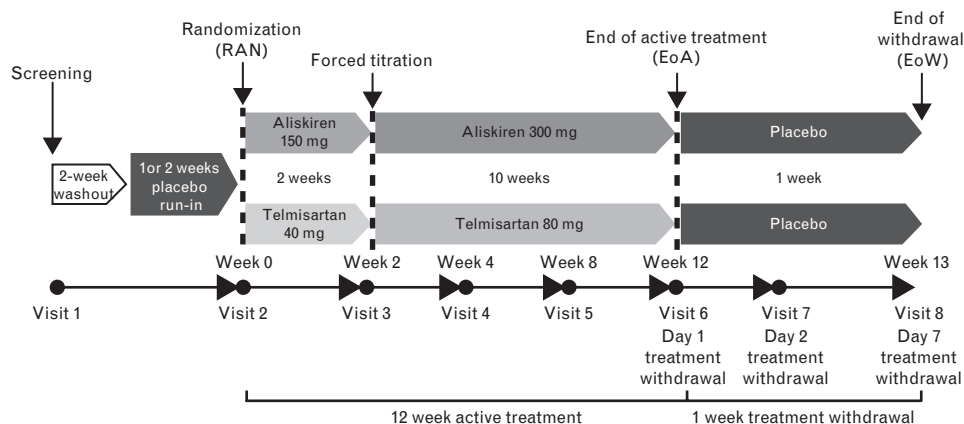 Screening
Randomization
(RAN)
Forced titration
End of active treatment
(EoA)
End of
withdrawal
(EoW)
2-week
washout
1or 2 weeks
placebo
run-in
Aliskiren
150 mg
Aliskiren 300 mg
Placebo
2 weeks
10 weeks
1 week
Telmisartan
40 mg
Telmisartan 80 mg
Placebo
Week 0
Week 2
Week 4
Week 8
Week 12
Week 13
Visit 1
Visit 2
Visit 3
Visit 4
Visit 5
Visit 6
Day 1
treatment
withdrawal
Visit 7
Day 2
treatment
withdrawal
Visit 8
Day 7
treatment
withdrawal
12 week active treatment
1 week treatment withdrawal